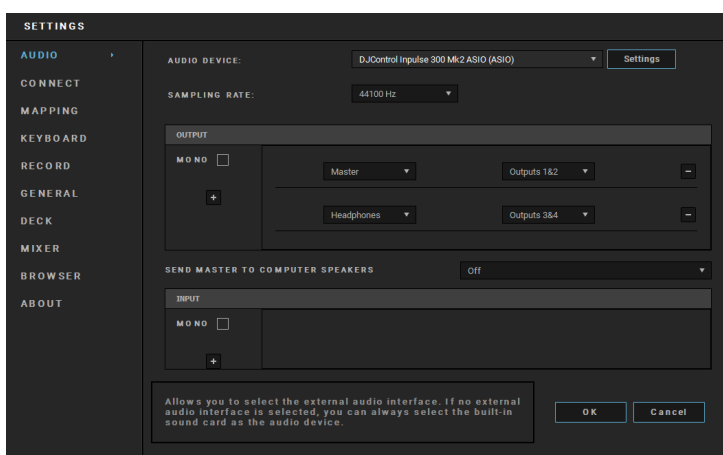 SETTINGS
AUDIO
CONNECT
MAPPING
KEYBOARD
RECORD
GENERAL
DECK
MIXER
BROWSER
ABOUT
AUDIO DEVICE:
DJControl Inpulse 300 Mk2 ASIO (ASIO)
Settings
SAMPLING RATE:
44100 Hz
OUTPUT
MONO
+
Master
Outputs 1&2
−
Headphones
Outputs 3&4
−
SEND MASTER TO COMPUTER SPEAKERS
Off
INPUT
MONO
+
Allows you to select the external audio interface. If no external
audio interface is selected, you can always select the built-in
sound card as the audio device.
OK
Cancel